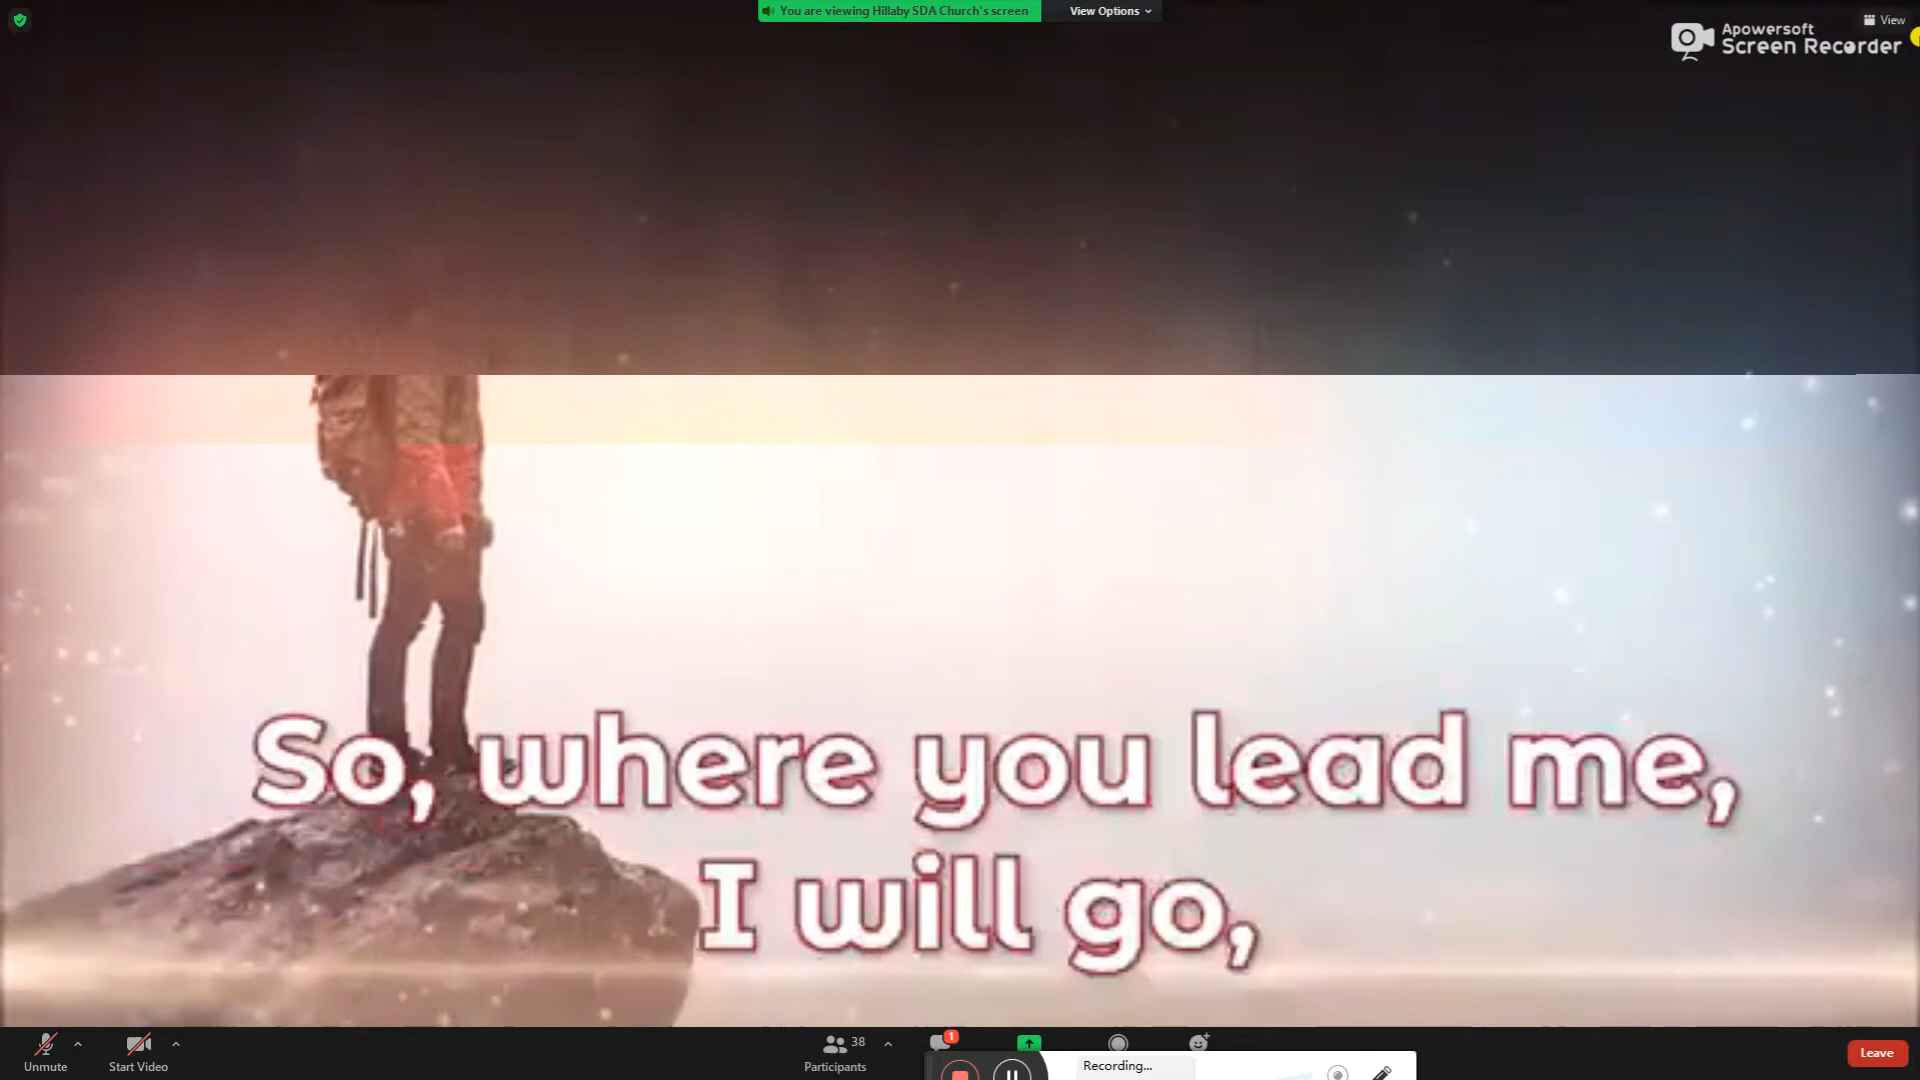 You are viewing Hillaby SDA Church's screen
View Options
View
Apowersoft
Screen Recorder
So, where you lead me,
I will go,
Unmute
Start Video
38
Participants
1
Recording...
Leave